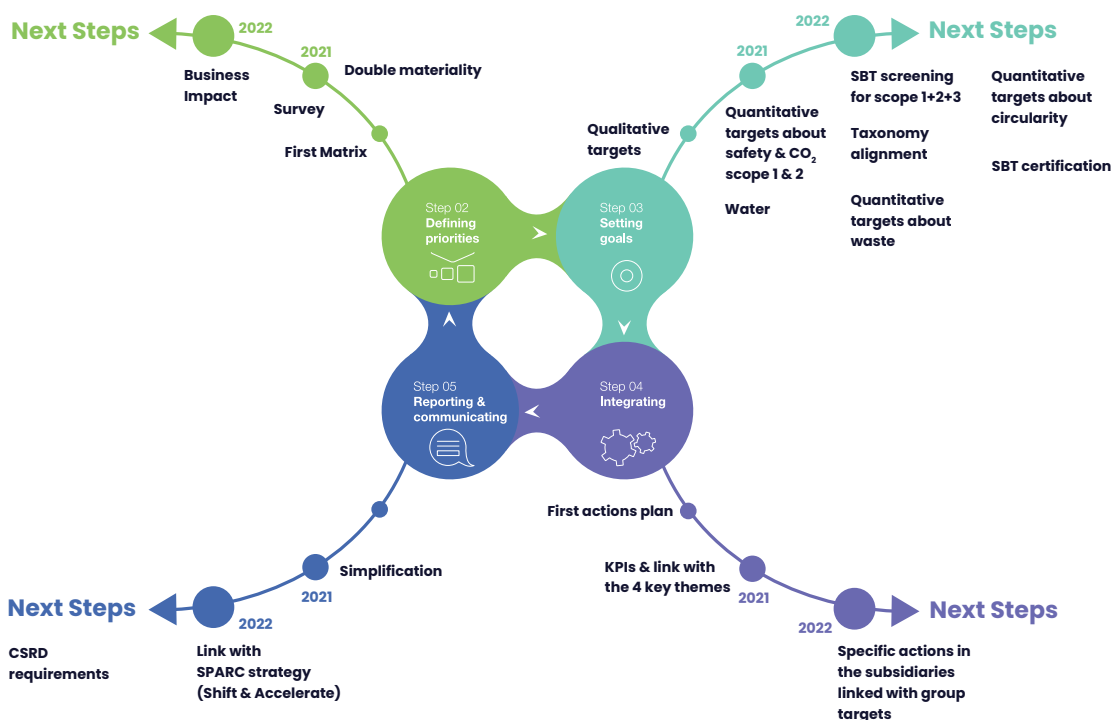 Next Steps
2022
2021
Business
Impact
Double materiality
Survey
First Matrix
2022
Next Steps
2021
SBT screening
for scope 1+2+3
Taxonomy
alignment
Quantitative
targets about
waste
Quantitative
targets about
circularity
SBT certification
Qualitative
targets
Quantitative
targets about
safety & CO2
scope 1 & 2
Water
Step 02
Defining
priorities
Step 03
Setting
goals
Step 05
Reporting &
communicating
Step 04
Integrating
First actions plan
KPIs & link with
the 4 key themes
2021
Simplification
2021
Next Steps
2022
CSRD
requirements
Link with
SPARC strategy
(Shift & Accelerate)
2022
Next Steps
Specific actions in
the subsidiaries
linked with group
targets